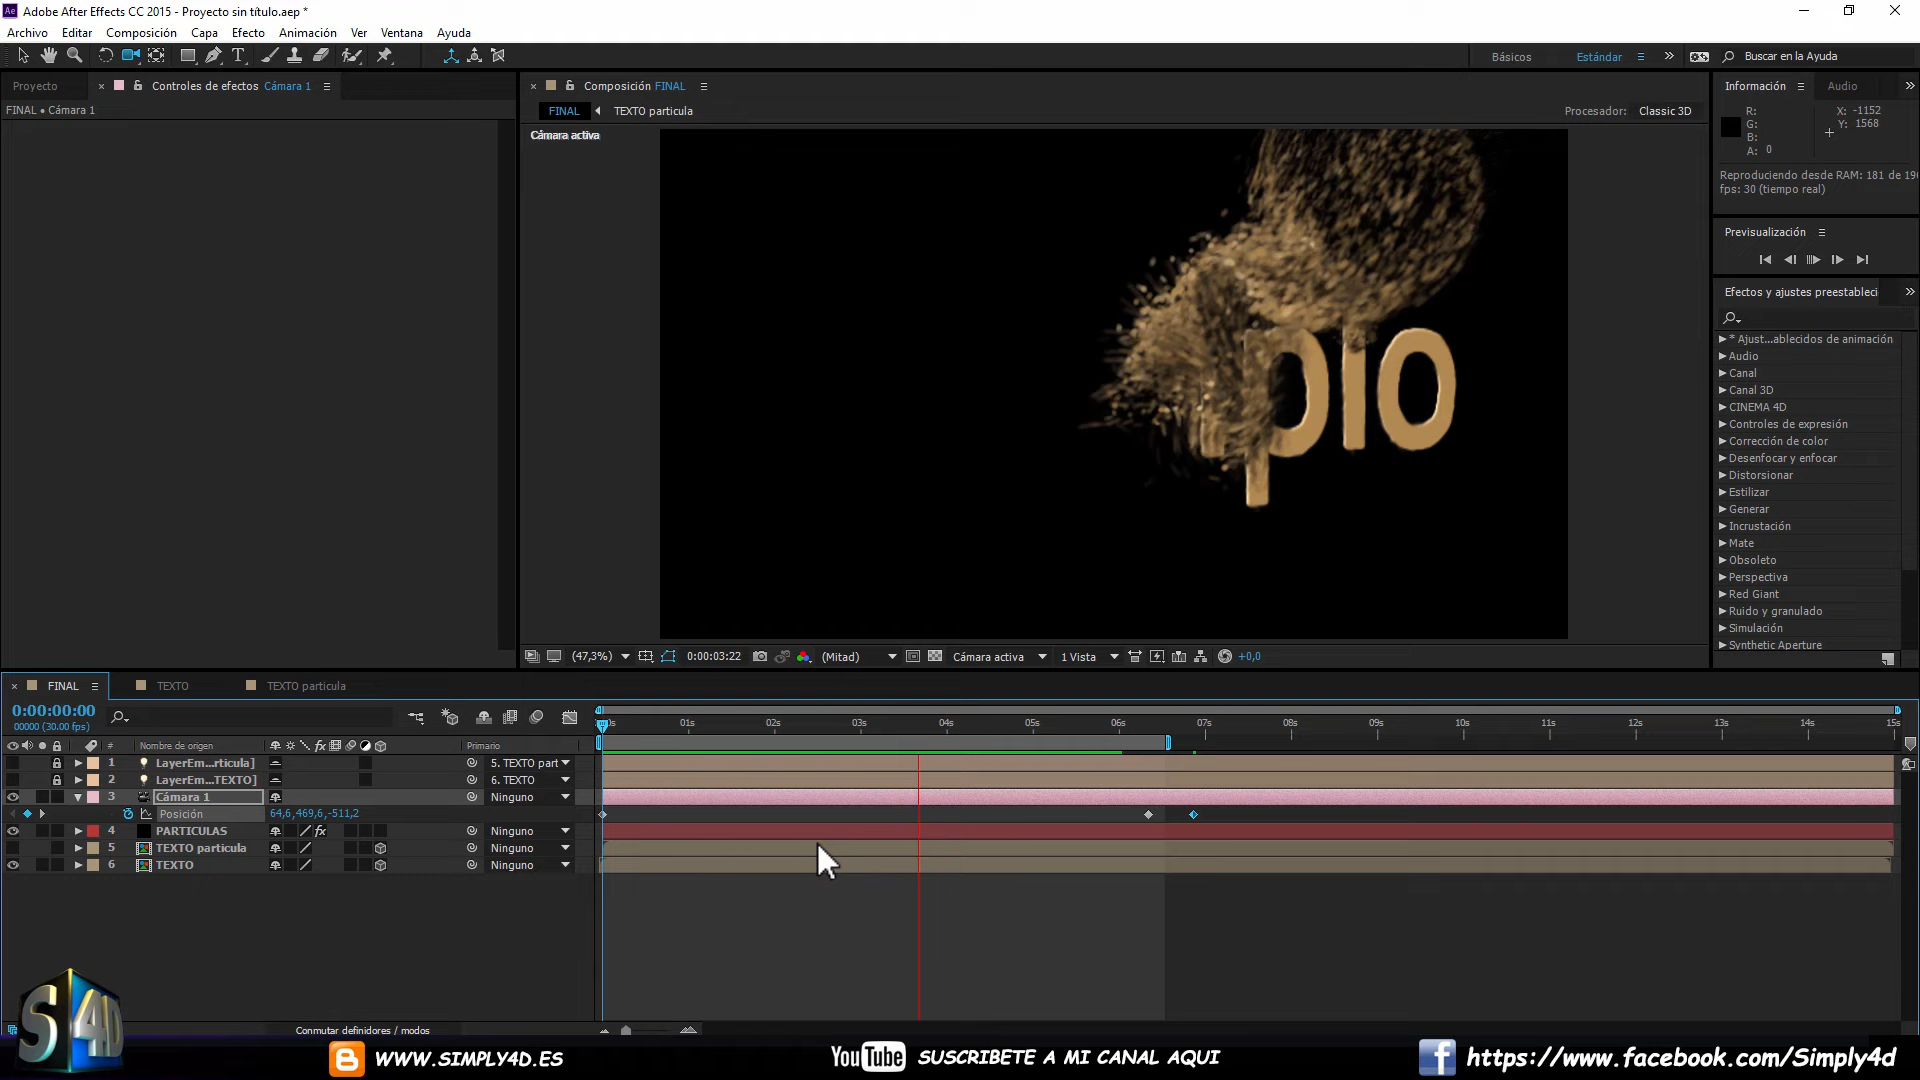 Adobe After Effects CC 2015 - Proyecto sin título.aep *
Archivo Editar Composición Capa Efecto Animación Ver Ventana Ayuda
Básicos Estándar Buscar en la Ayuda
Proyecto Controles de efectos Cámara 1
Composición FINAL
Información Audio
FINAL • Cámara 1
FINAL TEXTO particula
Procesador: Classic 3D
Cámara activa
R:
G:
B:
A: 0
X: -1152
Y: 1568
Reproduciendo desde RAM: 181 de 190
fps: 30 (tiempo real)
Previsualización
Efectos y ajustes preestableci
* Ajust...ablecidos de animación
Audio
Canal
Canal 3D
CINEMA 4D
Controles de expresión
Corrección de color
Desenfocar y enfocar
Distorsionar
Estilizar
Generar
Incrustación
Mate
Obsoleto
Perspectiva
Red Giant
Ruido y granulado
Simulación
Synthetic Aperture
plo
(47,3%) 0:00:03:22 (Mitad) Cámara activa 1 Vista +0,0
FINAL TEXTO TEXTO particula
0:00:00:00
00000 (30.00 fps)
01s 02s 03s 04s 05s 06s 07s 08s 09s 10s 11s 12s 13s 14s 15s
# Nombre de origen Primario
1 LayerEm...rticula] 5. TEXTO part
2 LayerEm...TEXTO] 6. TEXTO
3 Cámara 1 Ninguno
Posición 64,6,469,6,-511,2
4 PARTICULAS fx Ninguno
5 TEXTO particula Ninguno
6 TEXTO Ninguno
Conmutar definidores / modos
S4D
WWW.SIMPLY4D.ES
YouTube SUSCRIBETE A MI CANAL AQUI
https://www.facebook.com/Simply4d